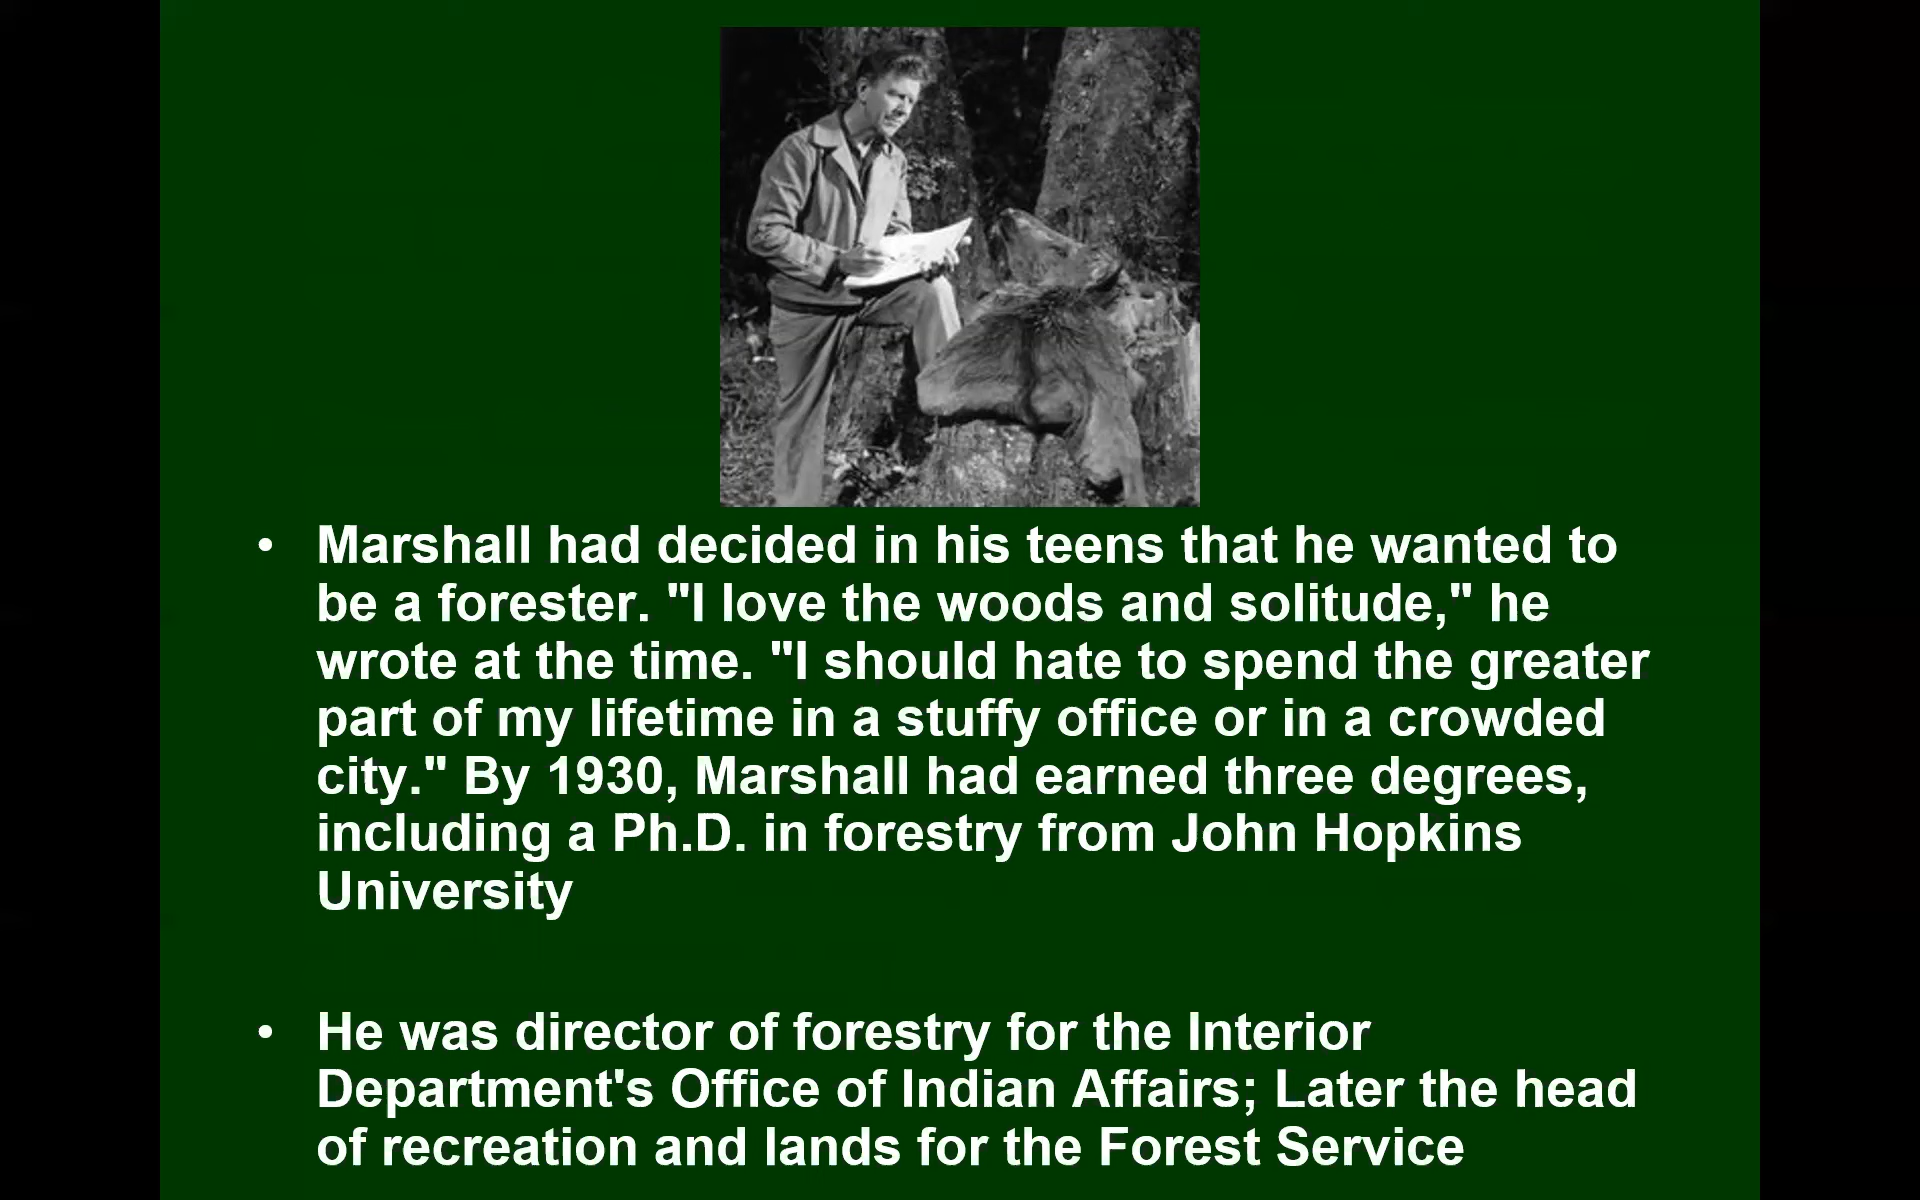 • Marshall had decided in his teens that he wanted to
be a forester. "I love the woods and solitude," he
wrote at the time. "I should hate to spend the greater
part of my lifetime in a stuffy office or in a crowded
city." By 1930, Marshall had earned three degrees,
including a Ph.D. in forestry from John Hopkins
University
• He was director of forestry for the Interior
Department's Office of Indian Affairs; Later the head
of recreation and lands for the Forest Service